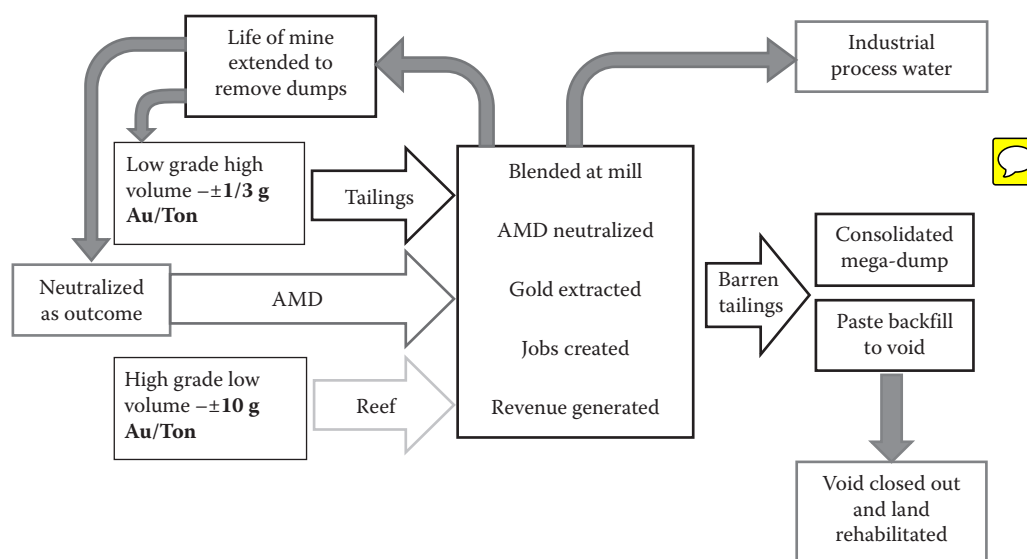 Life of mine
extended to
remove dumps
Industrial
process water
Low grade high
volume –±1/3 g
Au/Ton
Tailings
Blended at mill
AMD neutralized
Gold extracted
Jobs created
Revenue generated
Neutralized
as outcome
AMD
High grade low
volume –±10 g
Au/Ton
Reef
Barren
tailings
Consolidated
mega-dump
Paste backfill
to void
Void closed out
and land
rehabilitated